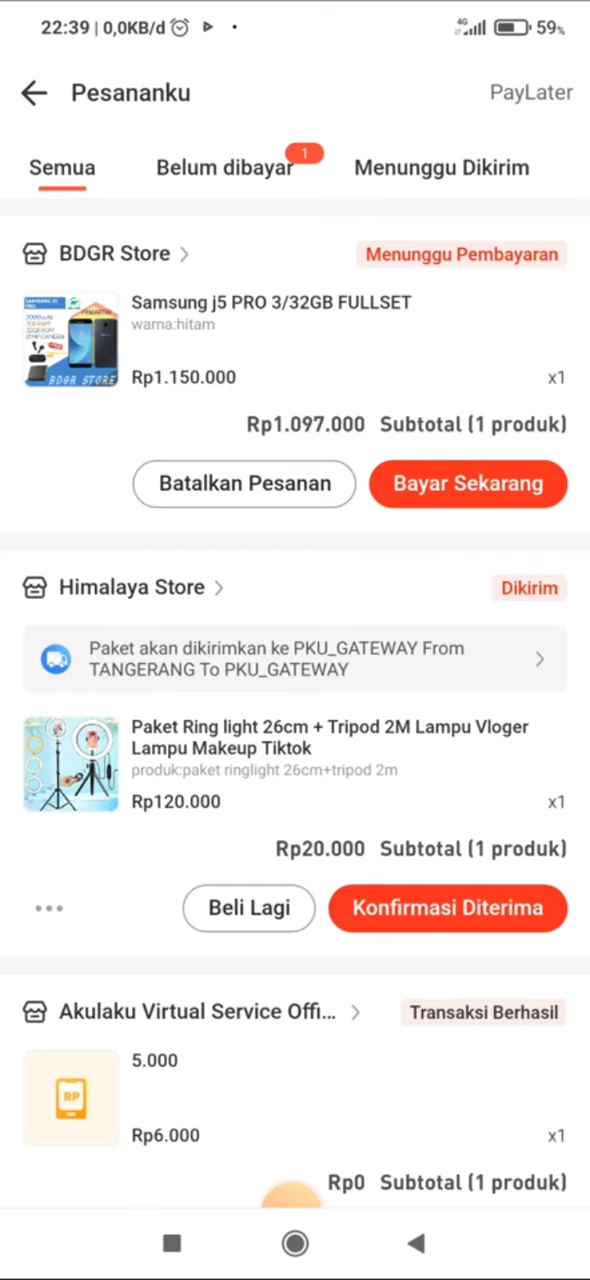 22:39 | 0,0KB/d
4G
59%
Pesananku
PayLater
Semua
Belum dibayar
1
Menunggu Dikirim
BDGR Store
Menunggu Pembayaran
Samsung j5 PRO 3/32GB FULLSET
warna:hitam
BDGR STORE
Rp1.150.000
x1
Rp1.097.000 Subtotal (1 produk)
Batalkan Pesanan
Bayar Sekarang
Himalaya Store
Dikirim
Paket akan dikirimkan ke PKU_GATEWAY From
TANGERANG To PKU_GATEWAY
Paket Ring light 26cm + Tripod 2M Lampu Vloger
Lampu Makeup Tiktok
produk:paket ringlight 26cm+tripod 2m
Rp120.000
x1
Rp20.000 Subtotal (1 produk)
Beli Lagi
Konfirmasi Diterima
Akulaku Virtual Service Offi...
Transaksi Berhasil
5.000
RP
Rp6.000
x1
Rp0 Subtotal (1 produk)